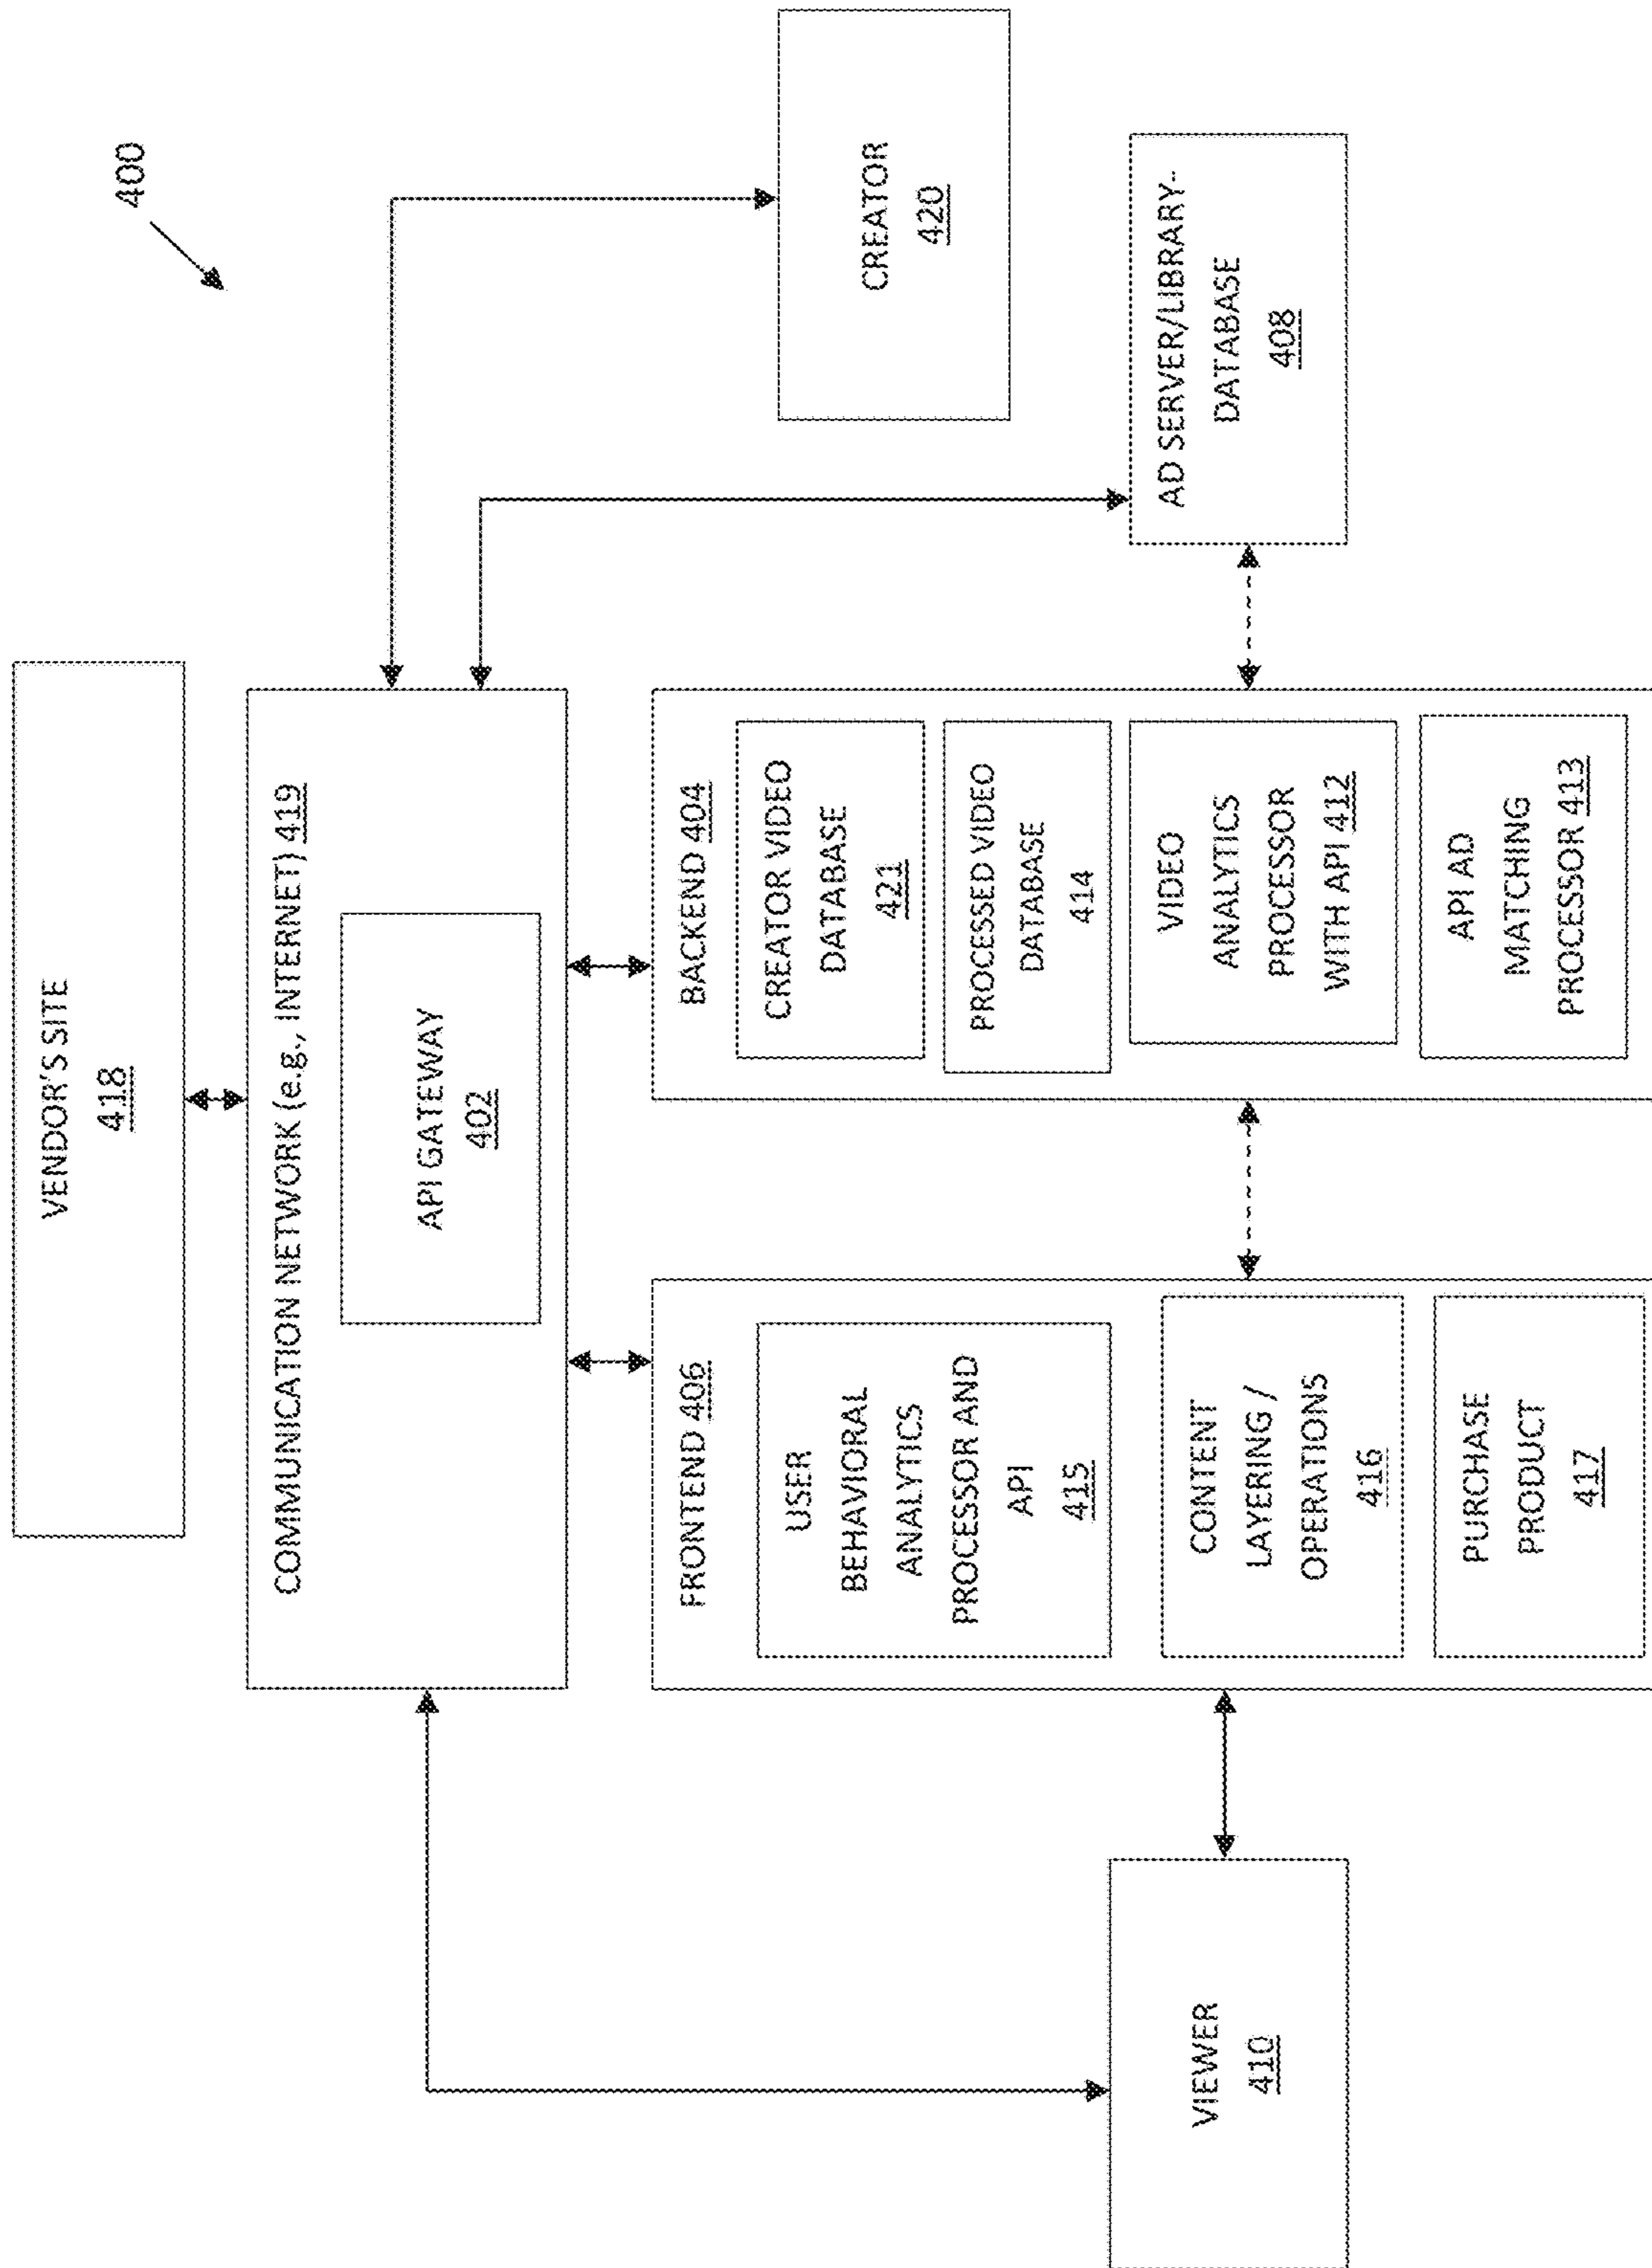 400
VENDOR'S SITE
418
COMMUNICATION NETWORK (e.g., INTERNET) 419
API GATEWAY
402
FRONTEND 406
USER
BEHAVIORAL
ANALYTICS
PROCESSOR AND
API
415
CONTENT
LAYERING /
OPERATIONS
416
PURCHASE
PRODUCT
417
BACKEND 404
CREATOR VIDEO
DATABASE
421
PROCESSED VIDEO
DATABASE
414
VIDEO
ANALYTICS
PROCESSOR
WITH API 412
API AD
MATCHING
PROCESSOR 413
CREATOR
420
AD SERVER/LIBRARY-
DATABASE
408
VIEWER
410